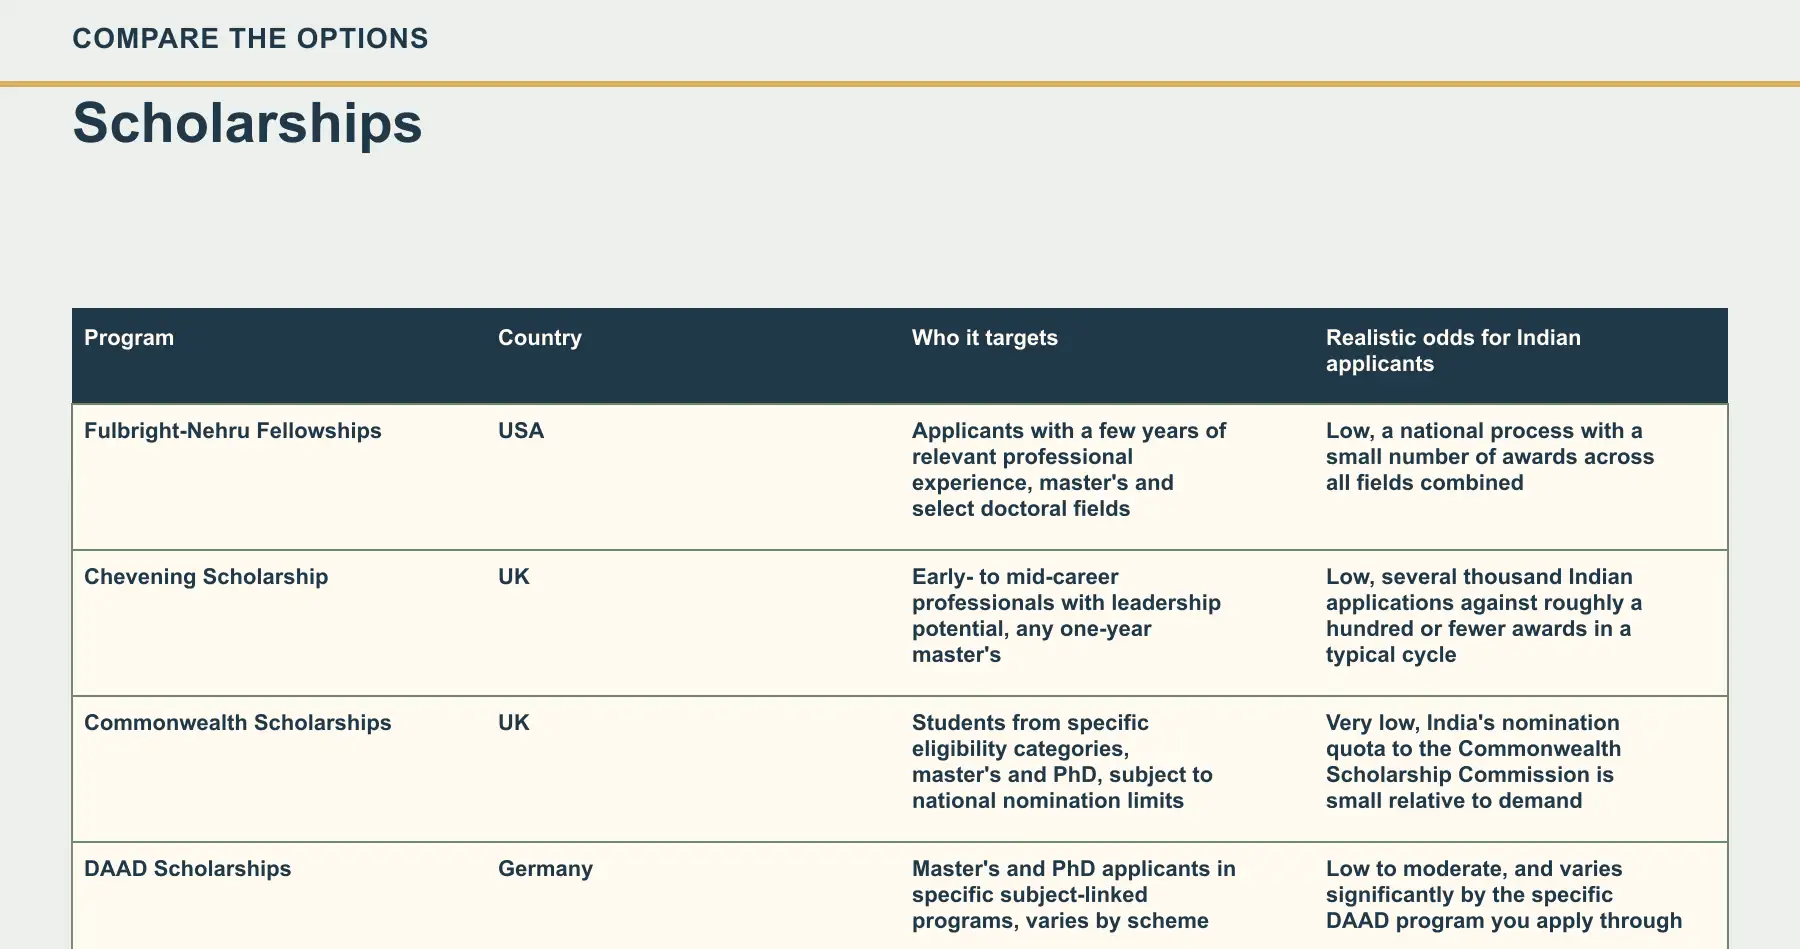 COMPARE THE OPTIONS
Scholarships
Program
Country
Who it targets
Realistic odds for Indian
applicants
Fulbright-Nehru Fellowships
USA
Applicants with a few years of
relevant professional
experience, master's and
select doctoral fields
Low, a national process with a
small number of awards across
all fields combined
Chevening Scholarship
UK
Early- to mid-career
professionals with leadership
potential, any one-year
master's
Low, several thousand Indian
applications against roughly a
hundred or fewer awards in a
typical cycle
Commonwealth Scholarships
UK
Students from specific
eligibility categories,
master's and PhD, subject to
national nomination limits
Very low, India's nomination
quota to the Commonwealth
Scholarship Commission is
small relative to demand
DAAD Scholarships
Germany
Master's and PhD applicants in
specific subject-linked
programs, varies by scheme
Low to moderate, and varies
significantly by the specific
DAAD program you apply through